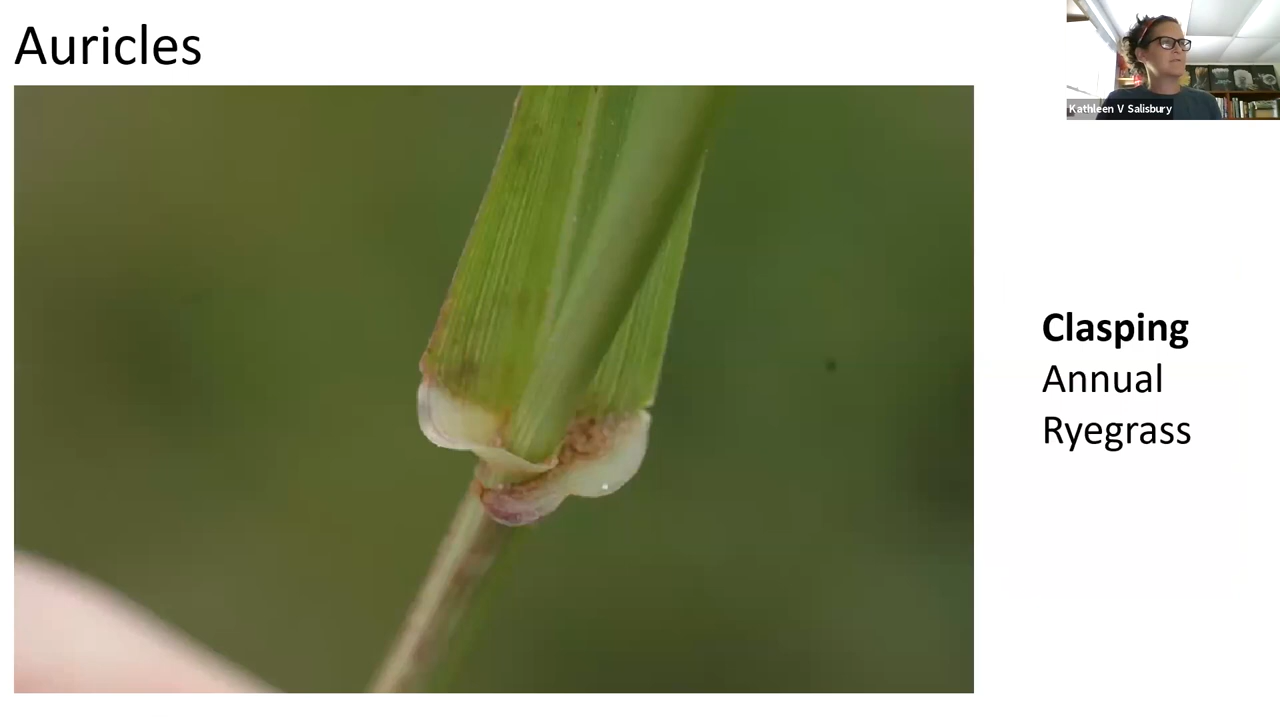 Auricles
Kathleen V Salisbury
Clasping
Annual
Ryegrass